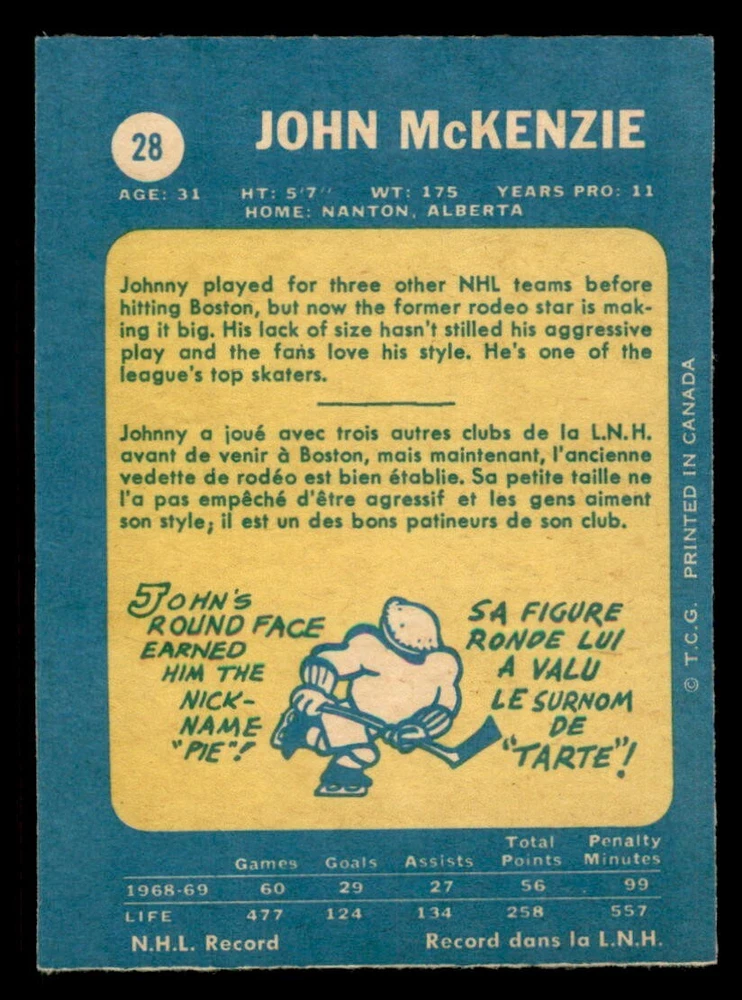 28
JOHN McKENZIE
AGE: 31 HT: 5'7" WT: 175 YEARS PRO: 11
HOME: NANTON, ALBERTA
Johnny played for three other NHL teams before
hitting Boston, but now the former rodeo star is mak-
ing it big. His lack of size hasn't stilled his aggressive
play and the fans love his style. He's one of the
league's top skaters.
Johnny a joué avec trois autres clubs de la L.N.H.
avant de venir à Boston, mais maintenant, l'ancienne
vedette de rodéo est bien établie. Sa petite taille ne
l'a pas empêché d'être agressif et les gens aiment
son style; il est un des bons patineurs de son club.
JOHN'S
ROUND FACE
EARNED
HIM THE
NICK-
NAME
"PIE"!
SA FIGURE
RONDE LUI
A VALU
LE SURNOM
DE
"TARTE"!
© T.C.G. PRINTED IN CANADA
Games Goals Assists Total Points Penalty Minutes
1968-69 60 29 27 56 99
LIFE 477 124 134 258 557
N.H.L. Record Record dans la L.N.H.